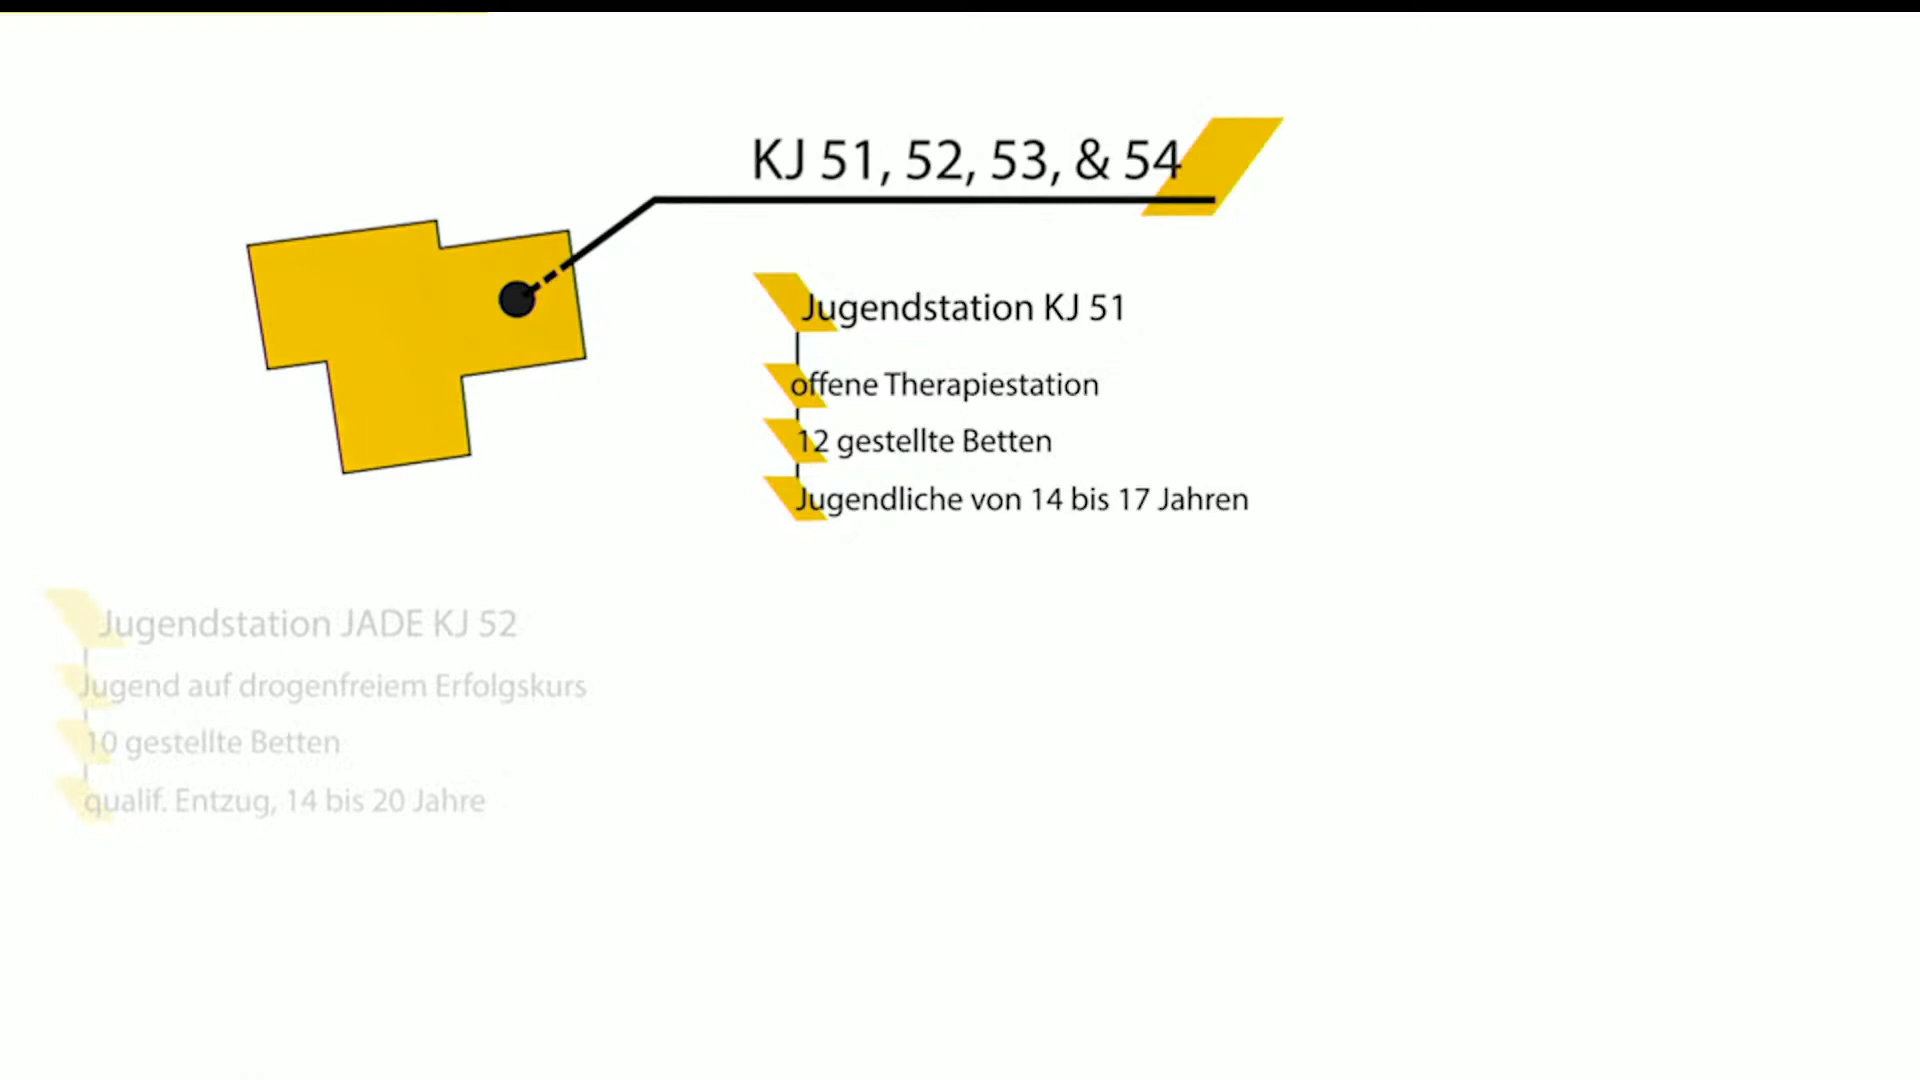 KJ 51, 52, 53, & 54
Jugendstation KJ 51
offene Therapiestation
12 gestellte Betten
Jugendliche von 14 bis 17 Jahren
Jugendstation JADE KJ 52
Jugend auf drogenfreiem Erfolgskurs
10 gestellte Betten
qualif. Entzug, 14 bis 20 Jahre